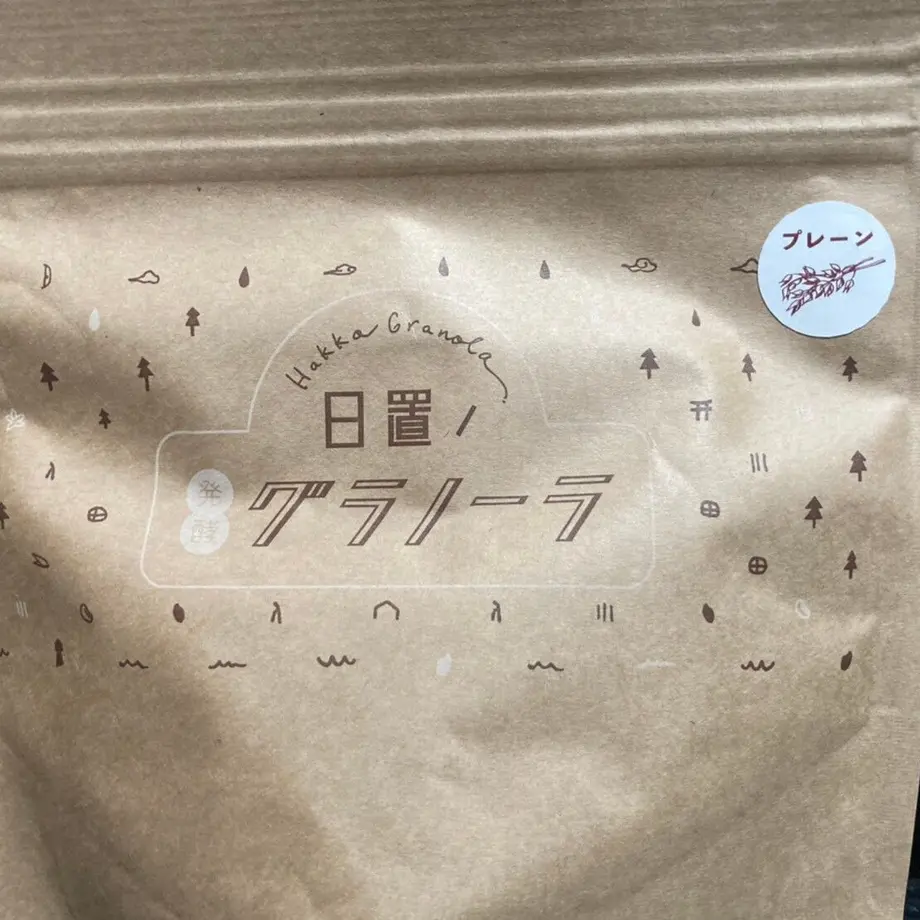 プレーン
Hakka Granola
日置ノ
発酵
グラノーラ